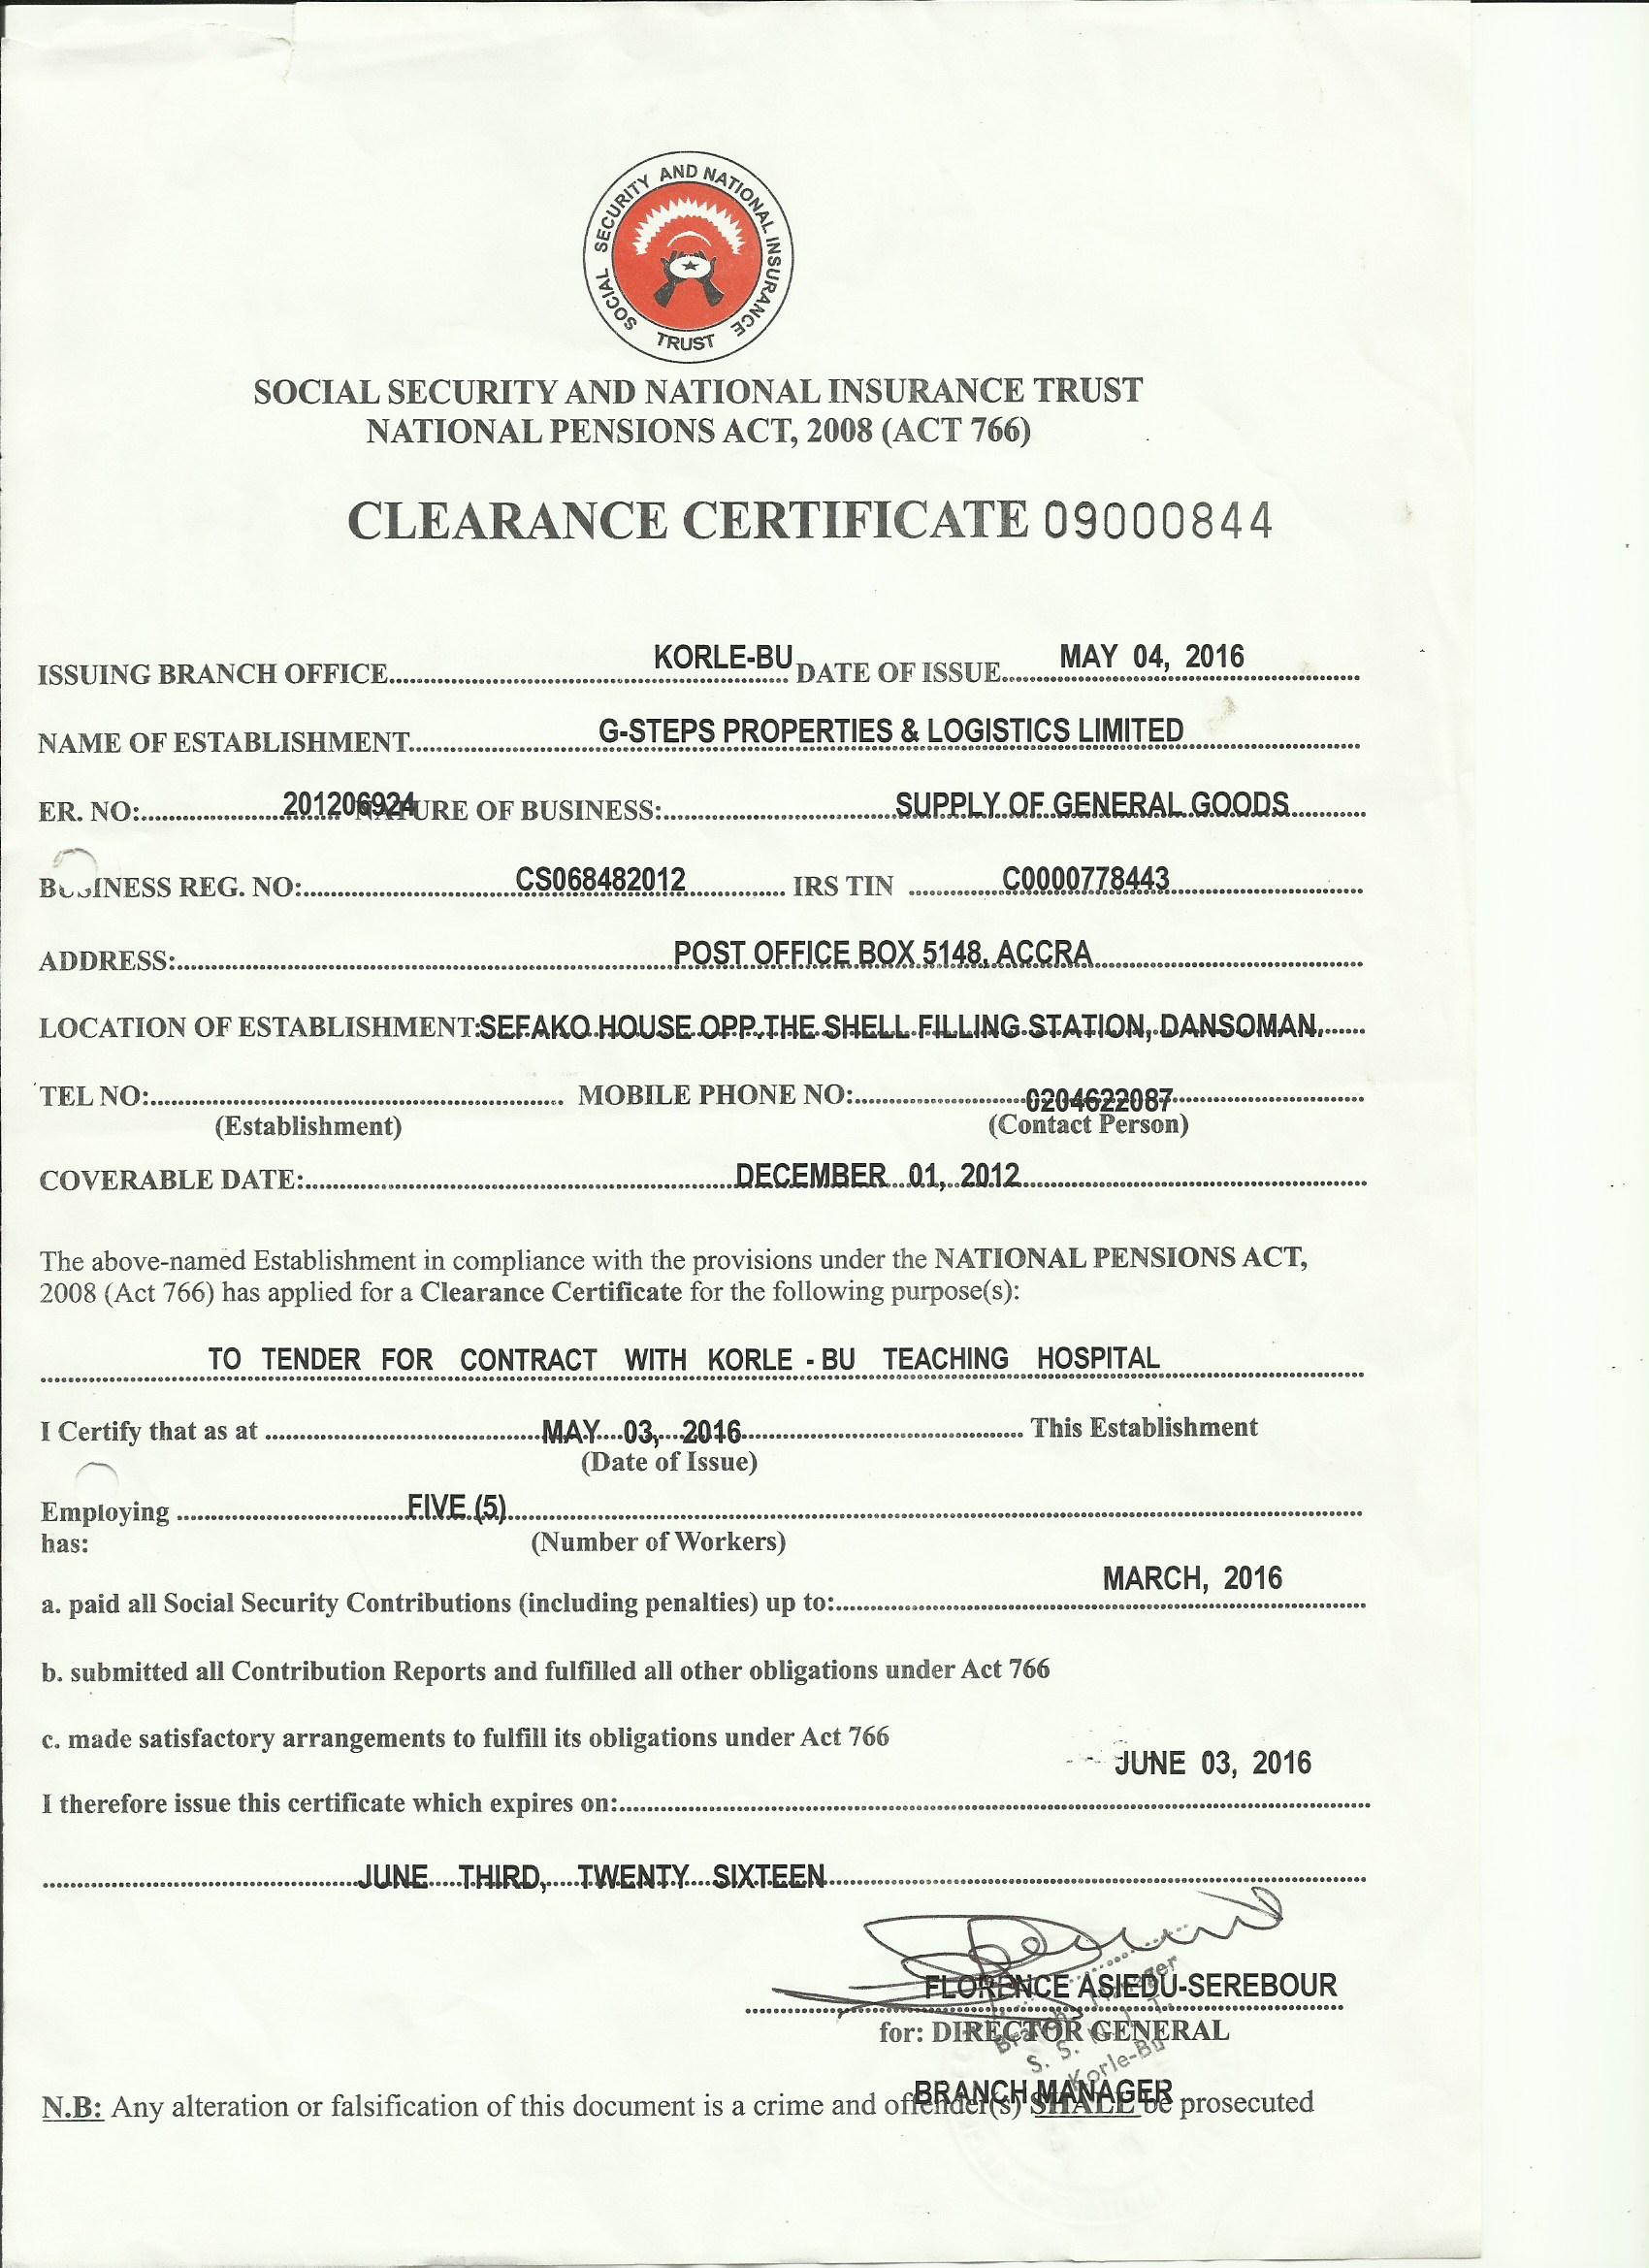 SOCIAL SECURITY AND NATIONAL INSURANCE TRUST
SOCIAL SECURITY AND NATIONAL INSURANCE TRUST
NATIONAL PENSIONS ACT, 2008 (ACT 766)
CLEARANCE CERTIFICATE 09000844
ISSUING BRANCH OFFICE KORLE-BU DATE OF ISSUE MAY 04, 2016
NAME OF ESTABLISHMENT G-STEPS PROPERTIES & LOGISTICS LIMITED
ER. NO: 201206924 NATURE OF BUSINESS: SUPPLY OF GENERAL GOODS
BUSINESS REG. NO: CS068482012 IRS TIN C0000778443
ADDRESS: POST OFFICE BOX 5148, ACCRA
LOCATION OF ESTABLISHMENT: SEFAKO HOUSE OPP.THE SHELL FILLING STATION, DANSOMAN.
TEL NO: MOBILE PHONE NO: 0204622087
(Establishment) (Contact Person)
COVERABLE DATE: DECEMBER 01, 2012
The above-named Establishment in compliance with the provisions under the NATIONAL PENSIONS ACT,
2008 (Act 766) has applied for a Clearance Certificate for the following purpose(s):
TO TENDER FOR CONTRACT WITH KORLE - BU TEACHING HOSPITAL
I Certify that as at MAY 03, 2016 This Establishment
(Date of Issue)
Employing FIVE (5)
has: (Number of Workers)
MARCH, 2016
a. paid all Social Security Contributions (including penalties) up to:
b. submitted all Contribution Reports and fulfilled all other obligations under Act 766
c. made satisfactory arrangements to fulfill its obligations under Act 766
JUNE 03, 2016
I therefore issue this certificate which expires on:
JUNE THIRD, TWENTY SIXTEEN
FLORENCE ASIEDU-SEREBOUR
for: DIRECTOR GENERAL
Branch Manager
S. S. N. I. T.
Korle-Bu
BRANCH MANAGER
N.B: Any alteration or falsification of this document is a crime and offender(s) SHALL be prosecuted